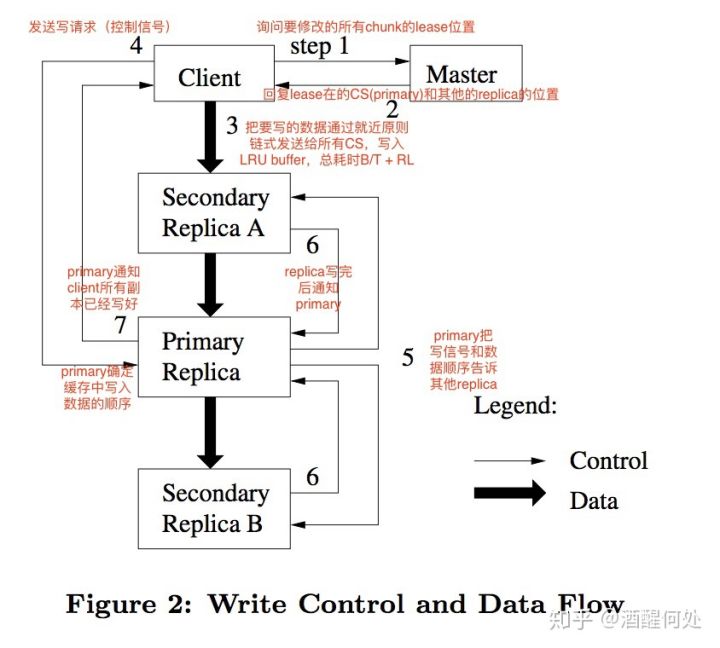 发送写请求（控制信号）
询问要修改的所有chunk的lease位置
4
step 1
Client
Master
回复lease在的CS(primary)和其他的replica的位置
2
3
把要写的数据通过就近原则
链式发送给所有CS，写入
LRU buffer，总耗时B/T + RL
Secondary
Replica A
6
primary通知
client所有副
本已经写好
replica写完
后通知
primary
7
Primary
Replica
5
primary把
写信号和数
据顺序告诉
其他replica
primary确定
缓存中写入
数据的顺序
Legend:
Control
Data
6
Secondary
Replica B
Figure 2: Write Control and Data Flow
知乎 @酒醒何处